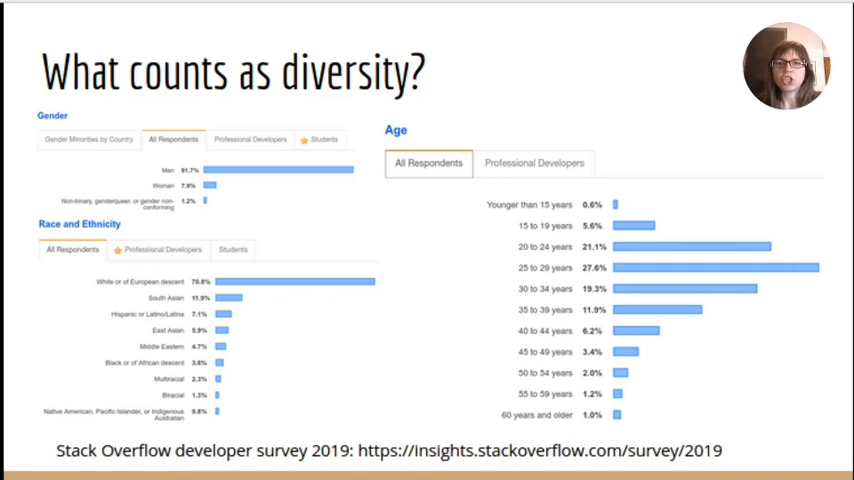 What counts as diversity?
Gender
Gender Minorities by Country All Respondents Professional Developers Students
Man 91.7%
Woman 7.9%
Non-binary, genderqueer, or gender non-
conforming 1.2%
Race and Ethnicity
All Respondents Professional Developers Students
White or of European descent 70.8%
South Asian 11.9%
Hispanic or Latino/Latina 7.1%
East Asian 5.9%
Middle Eastern 4.7%
Black or of African descent 3.6%
Multiracial 2.3%
Biracial 1.3%
Native American, Pacific Islander, or Indigenous
Australian 0.8%
Age
All Respondents Professional Developers
Younger than 15 years 0.6%
15 to 19 years 5.6%
20 to 24 years 21.1%
25 to 29 years 27.6%
30 to 34 years 19.3%
35 to 39 years 11.9%
40 to 44 years 6.2%
45 to 49 years 3.4%
50 to 54 years 2.0%
55 to 59 years 1.2%
60 years and older 1.0%
Stack Overflow developer survey 2019: https://insights.stackoverflow.com/survey/2019